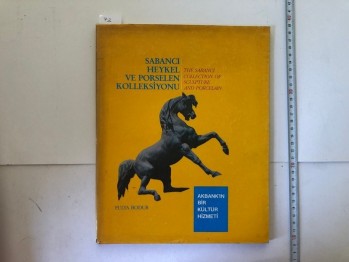 SABANCI
HEYKEL
VE PORSELEN
KOLLEKSİYONU
THE SABANCI
COLLECTION OF
SCULPTURE
AND PORCELAIN
AKBANK'IN
BİR
KÜLTÜR
HİZMETİ